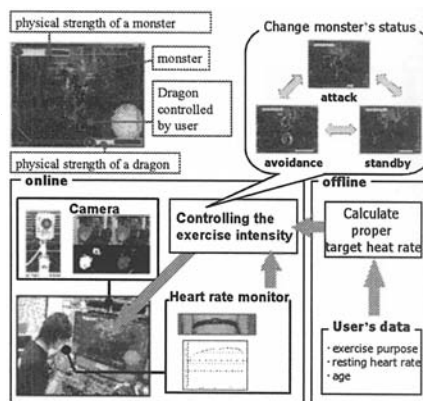 physical strength of a monster
monster
Dragon
controlled
by user
physical strength of a dragon
Change monster's status
attack
avoidance
standby
online
Camera
Controlling the
exercise intensity
Heart rate monitor
offline
Calculate
proper
target heat rate
User's data
· exercise purpose
· resting heart rate
· age